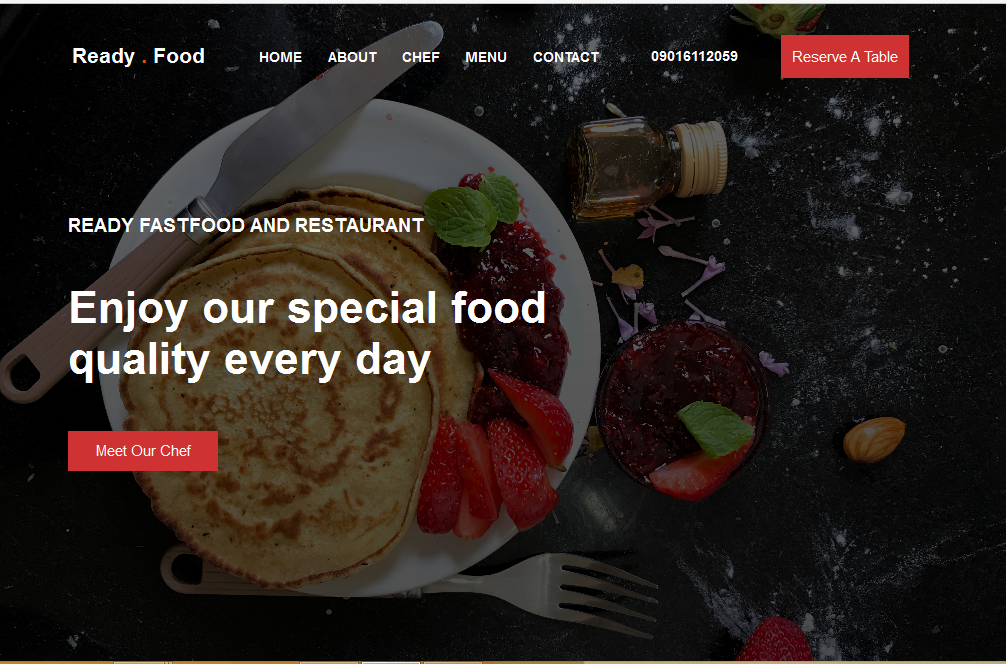 Ready . Food HOME ABOUT CHEF MENU CONTACT 09016112059 Reserve A Table
READY FASTFOOD AND RESTAURANT
Enjoy our special food
quality every day
Meet Our Chef